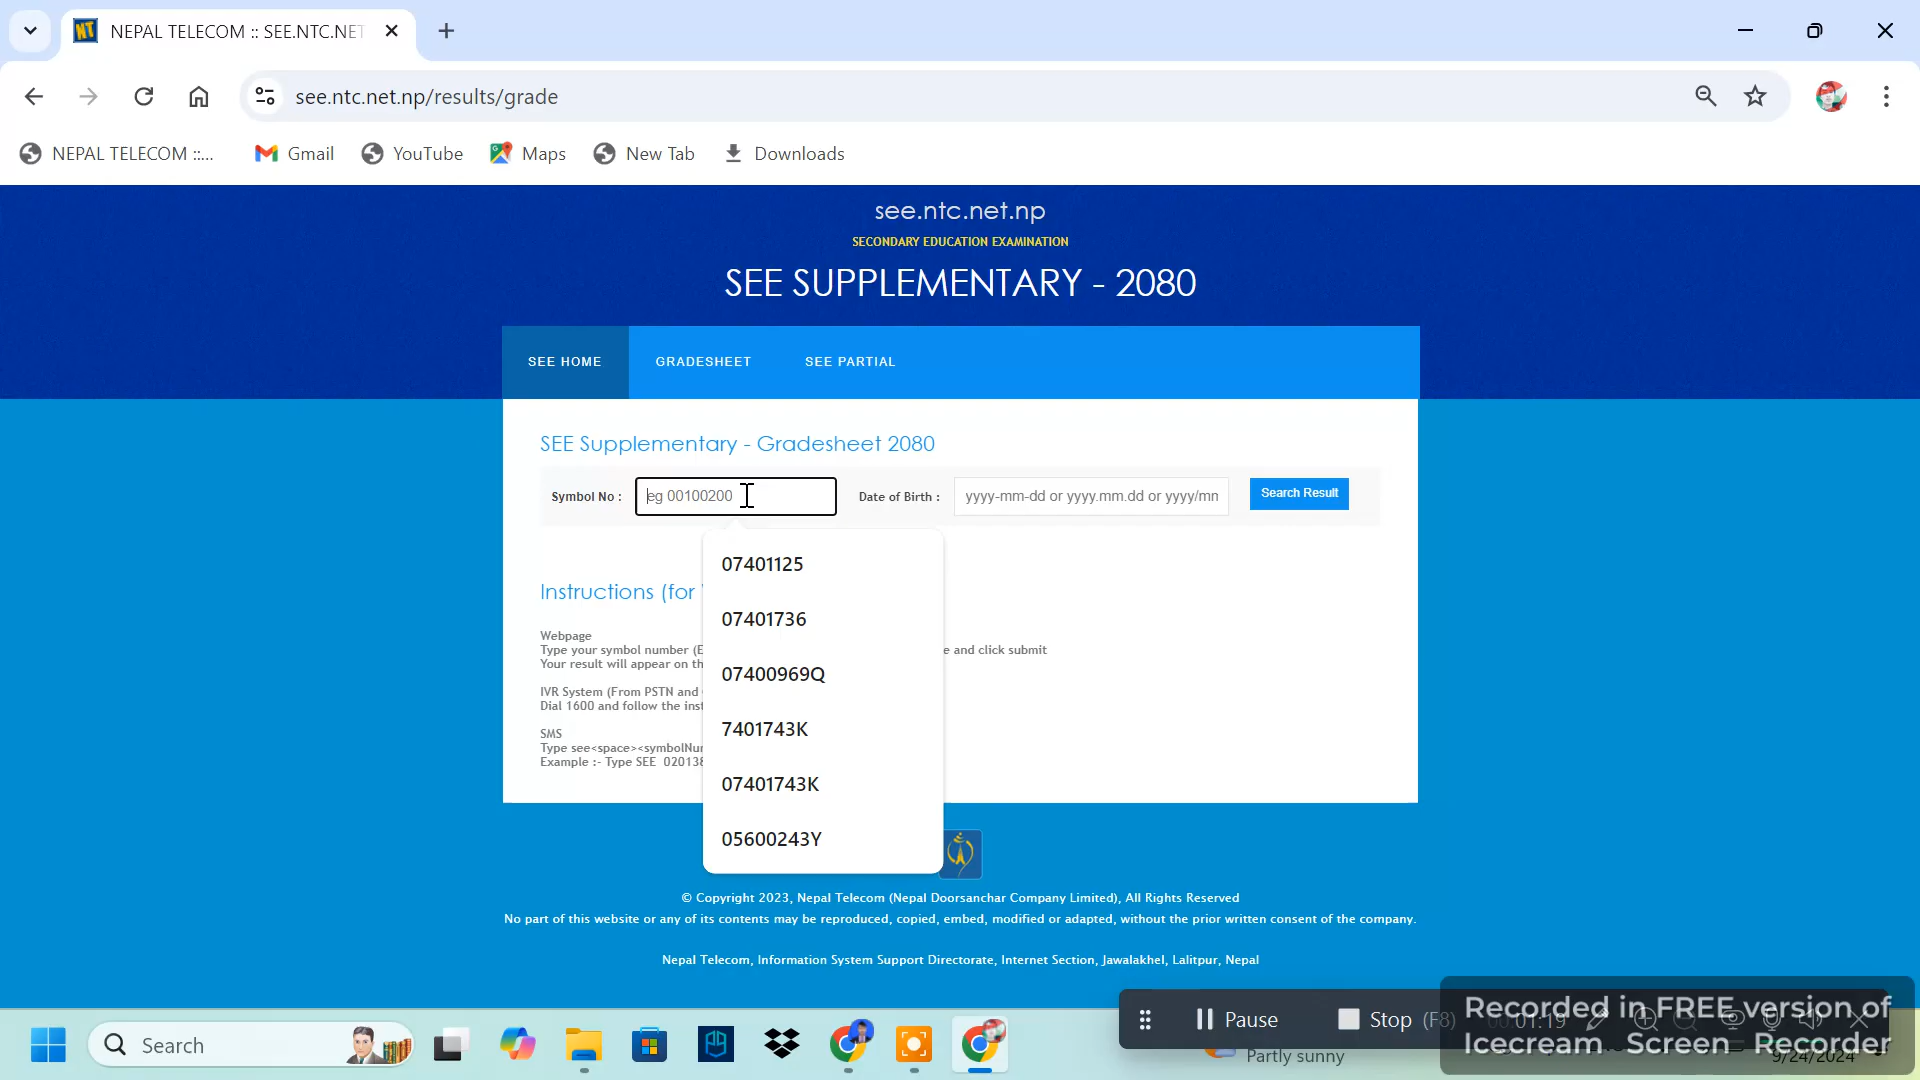 NEPAL TELECOM :: SEE.NTC.NET
see.ntc.net.np/results/grade
NEPAL TELECOM ::... Gmail YouTube Maps New Tab Downloads
see.ntc.net.np
SECONDARY EDUCATION EXAMINATION
SEE SUPPLEMENTARY - 2080
SEE HOME GRADESHEET SEE PARTIAL
SEE Supplementary - Gradesheet 2080
Symbol No : eg 00100200 Date of Birth : yyyy-mm-dd or yyyy.mm.dd or yyyy/mm Search Result
07401125
Instructions (for
07401736
Webpage
Type your symbol number (E e and click submit
Your result will appear on th
07400969Q
IVR System (From PSTN and
Dial 1600 and follow the inst
7401743K
SMS
Type see<space><symbolNu
Example :- Type SEE 020138
07401743K
05600243Y
© Copyright 2023, Nepal Telecom (Nepal Doorsanchar Company Limited), All Rights Reserved
No part of this website or any of its contents may be reproduced, copied, embed, modified or adapted, without the prior written consent of the company.
Nepal Telecom, Information System Support Directorate, Internet Section, Jawalakhel, Lalitpur, Nepal
Pause Stop (F8) 00:01:19
Recorded in FREE version of
Icecream Screen Recorder
Search
Partly sunny
9/24/2024